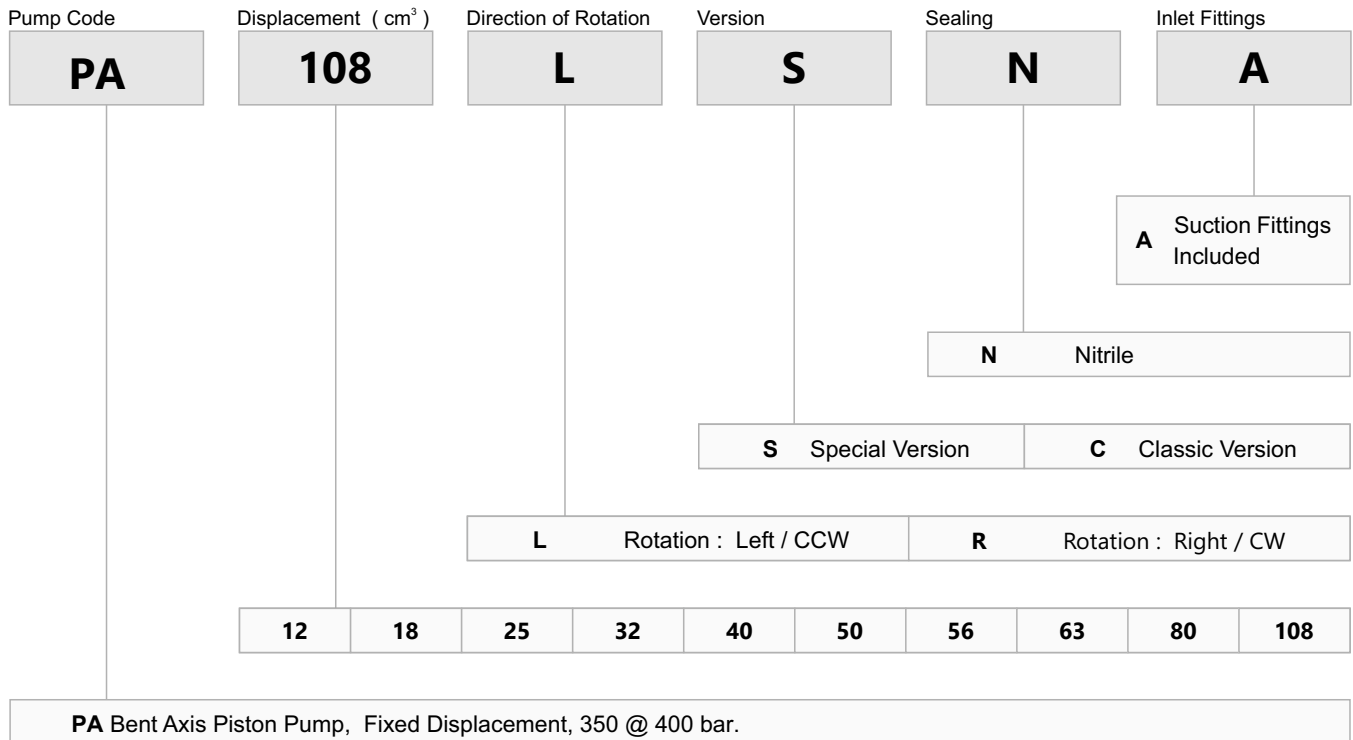 Pump Code Displacement ( cm³ ) Direction of Rotation Version Sealing Inlet Fittings
PA 108 L S N A
A Suction Fittings
Included
N Nitrile
S Special Version C Classic Version
L Rotation : Left / CCW R Rotation : Right / CW
12 18 25 32 40 50 56 63 80 108
PA Bent Axis Piston Pump, Fixed Displacement, 350 @ 400 bar.